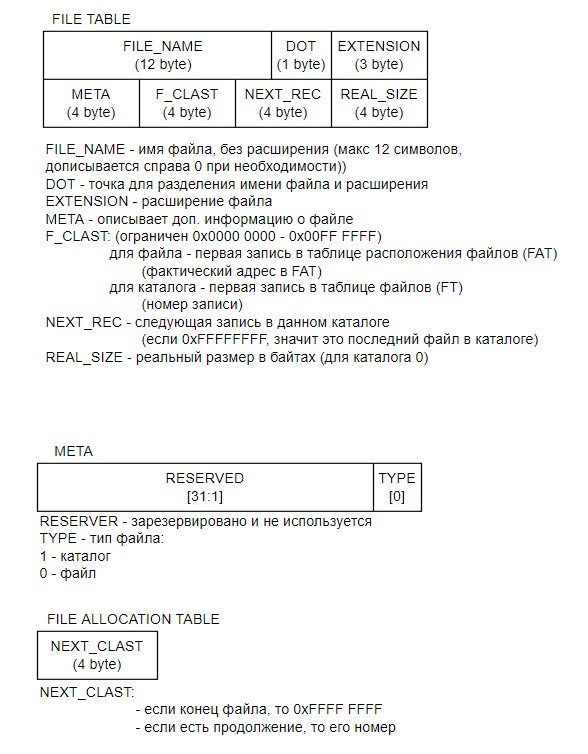 FILE TABLE
FILE_NAME DOT EXTENSION
(12 byte) (1 byte) (3 byte)
META F_CLAST NEXT_REC REAL_SIZE
(4 byte) (4 byte) (4 byte) (4 byte)
FILE_NAME - имя файла, без расширения (макс 12 символов,
дописывается справа 0 при необходимости))
DOT - точка для разделения имени файла и расширения
EXTENSION - расширение файла
META - описывает доп. информацию о файле
F_CLAST: (ограничен 0x0000 0000 - 0x00FF FFFF)
для файла - первая запись в таблице расположения файлов (FAT)
(фактический адрес в FAT)
для каталога - первая запись в таблице файлов (FT)
(номер записи)
NEXT_REC - следующая запись в данном каталоге
(если 0xFFFFFFFF, значит это последний файл в каталоге)
REAL_SIZE - реальный размер в байтах (для каталога 0)
META
RESERVED TYPE
[31:1] [0]
RESERVER - зарезервировано и не используется
TYPE - тип файла:
1 - каталог
0 - файл
FILE ALLOCATION TABLE
NEXT_CLAST
(4 byte)
NEXT_CLAST:
- если конец файла, то 0xFFFF FFFF
- если есть продолжение, то его номер